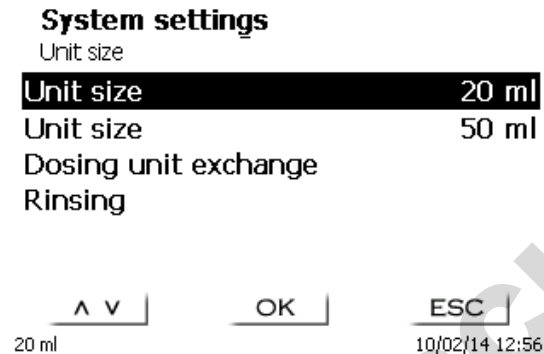 System settings
Unit size
Unit size 20 ml
Unit size 50 ml
Dosing unit exchange
Rinsing
∧ ∨ OK ESC
20 ml 10/02/14 12:56